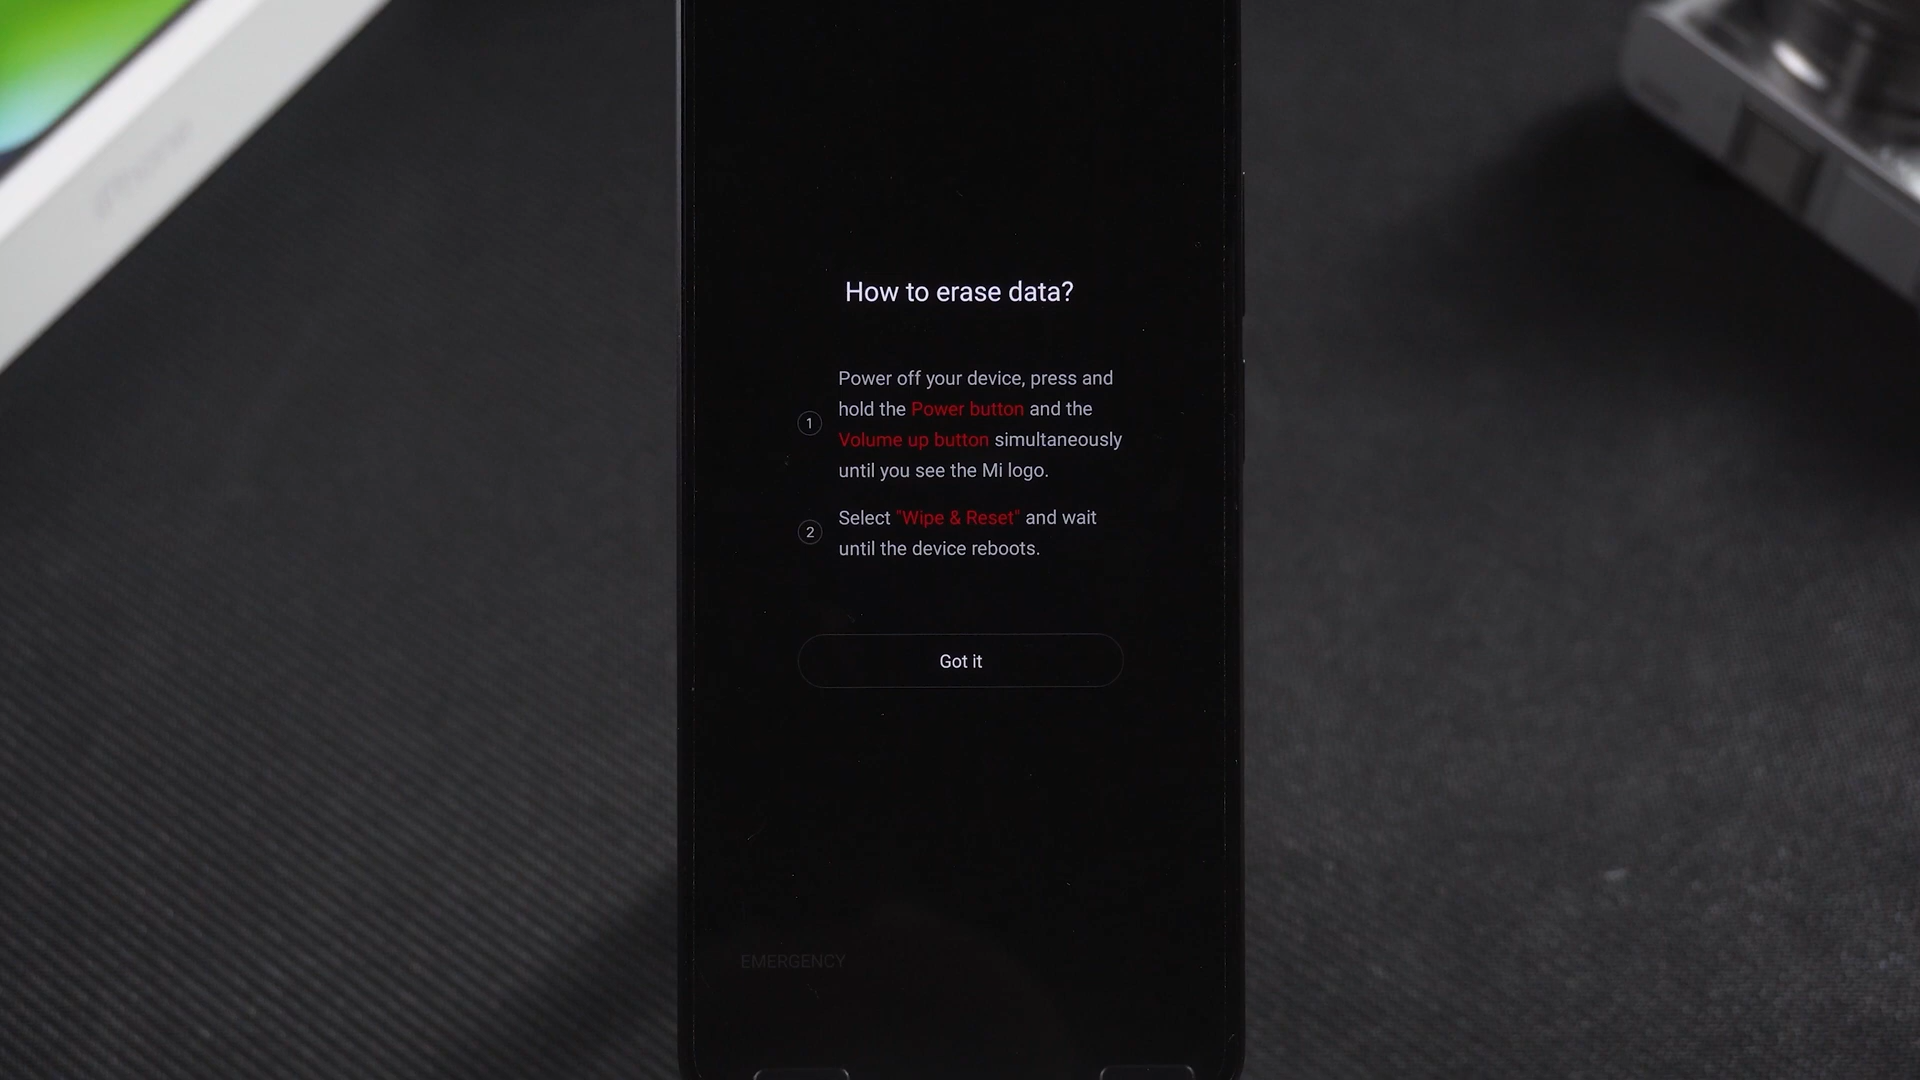 How to erase data?
1
Power off your device, press and
hold the Power button and the
Volume up button simultaneously
until you see the Mi logo.
2
Select "Wipe & Reset" and wait
until the device reboots.
Got it
EMERGENCY
iPhone